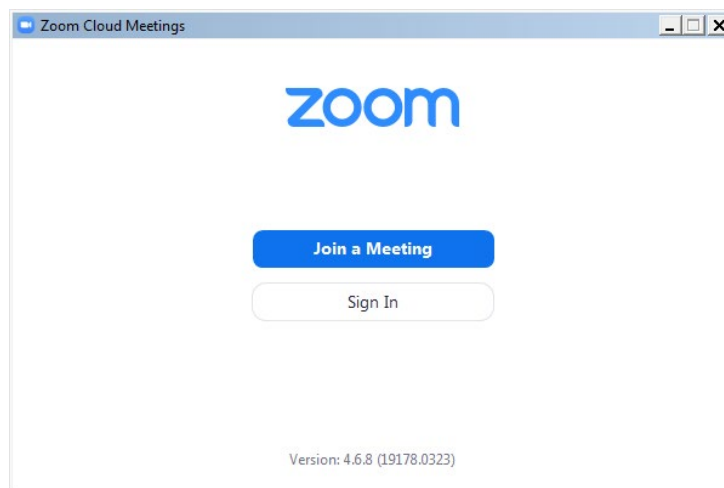 Zoom Cloud Meetings
zoom
Join a Meeting
Sign In
Version: 4.6.8 (19178.0323)